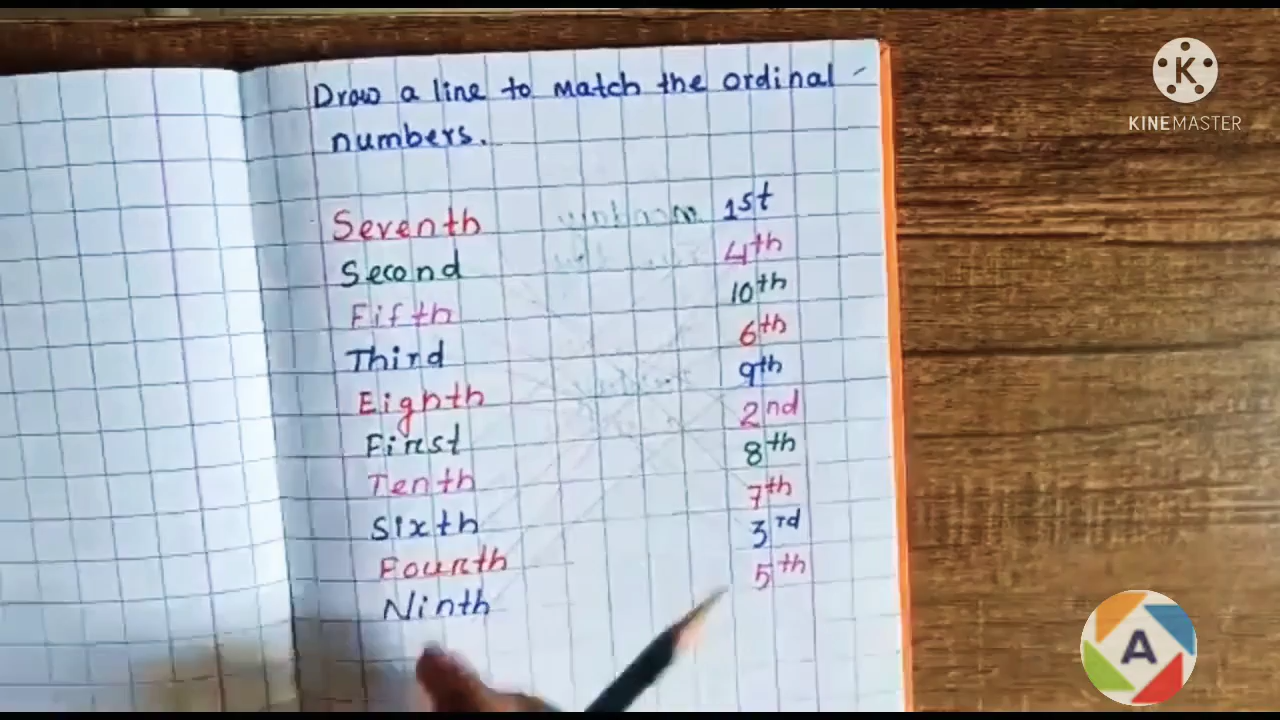 Draw a line to match the ordinal
numbers.
Seventh 1st
Second 4th
Fifth 10th
Third 6th
Eighth 9th
First 2nd
Tenth 8th
Sixth 7th
Fourth 3rd
Ninth 5th
K
KINEMASTER
A